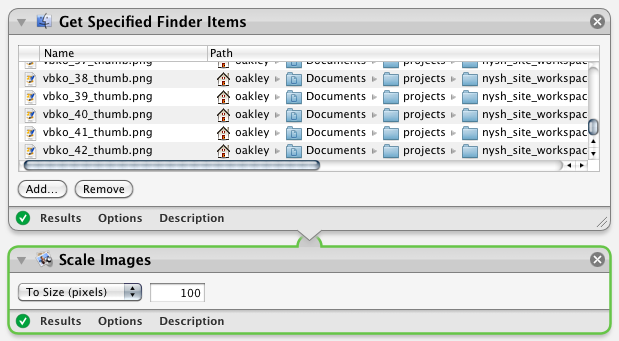 Get Specified Finder Items
Name Path
vbko_37_thumb.png oakley Documents projects nysh_site_workspac
vbko_38_thumb.png oakley Documents projects nysh_site_workspac
vbko_39_thumb.png oakley Documents projects nysh_site_workspac
vbko_40_thumb.png oakley Documents projects nysh_site_workspac
vbko_41_thumb.png oakley Documents projects nysh_site_workspac
vbko_42_thumb.png oakley Documents projects nysh_site_workspac
Add... Remove
Results Options Description
Scale Images
To Size (pixels) 100
Results Options Description